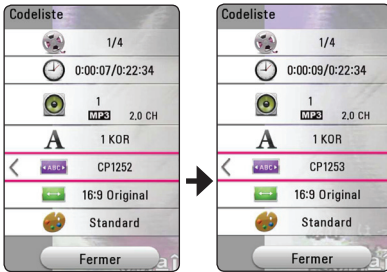 Codeliste
1/4
0:00:07/0:22:34
1
MP3 2,0 CH
A 1 KOR
ABC CP1252
16:9 Original
Standard
Fermer
Codeliste
1/4
0:00:09/0:22:34
1
MP3 2,0 CH
A 1 KOR
ABC CP1253
16:9 Original
Standard
Fermer